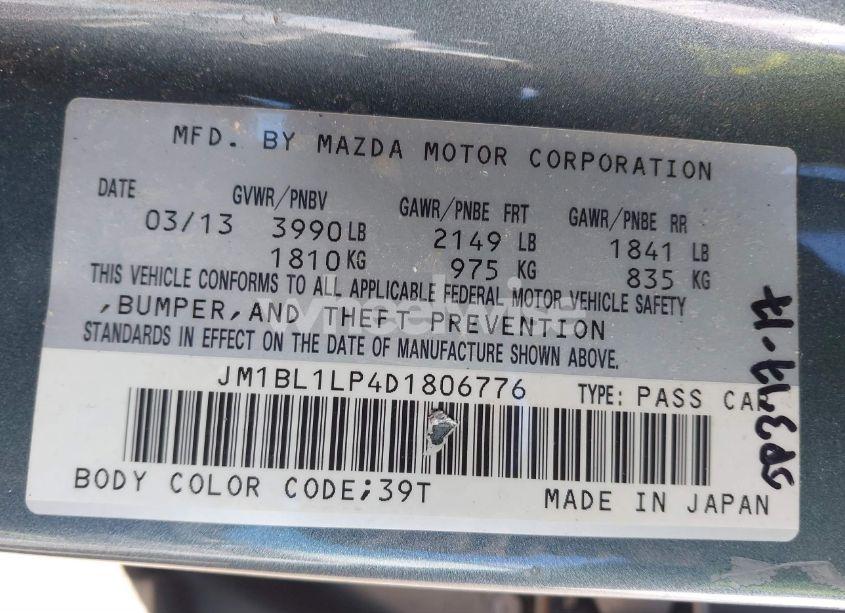 MFD. BY MAZDA MOTOR CORPORATION
DATE GVWR/PNBV GAWR/PNBE FRT GAWR/PNBE RR
03/13 3990 LB 2149 LB 1841 LB
1810 KG 975 KG 835 KG
THIS VEHICLE CONFORMS TO ALL APPLICABLE FEDERAL MOTOR VEHICLE SAFETY
,BUMPER,AND THEFT PREVENTION
wheelwise
STANDARDS IN EFFECT ON THE DATE OF MANUFACTURE SHOWN ABOVE.
JM1BL1LP4D1806776 TYPE: PASS CAR
BODY COLOR CODE;39T MADE IN JAPAN